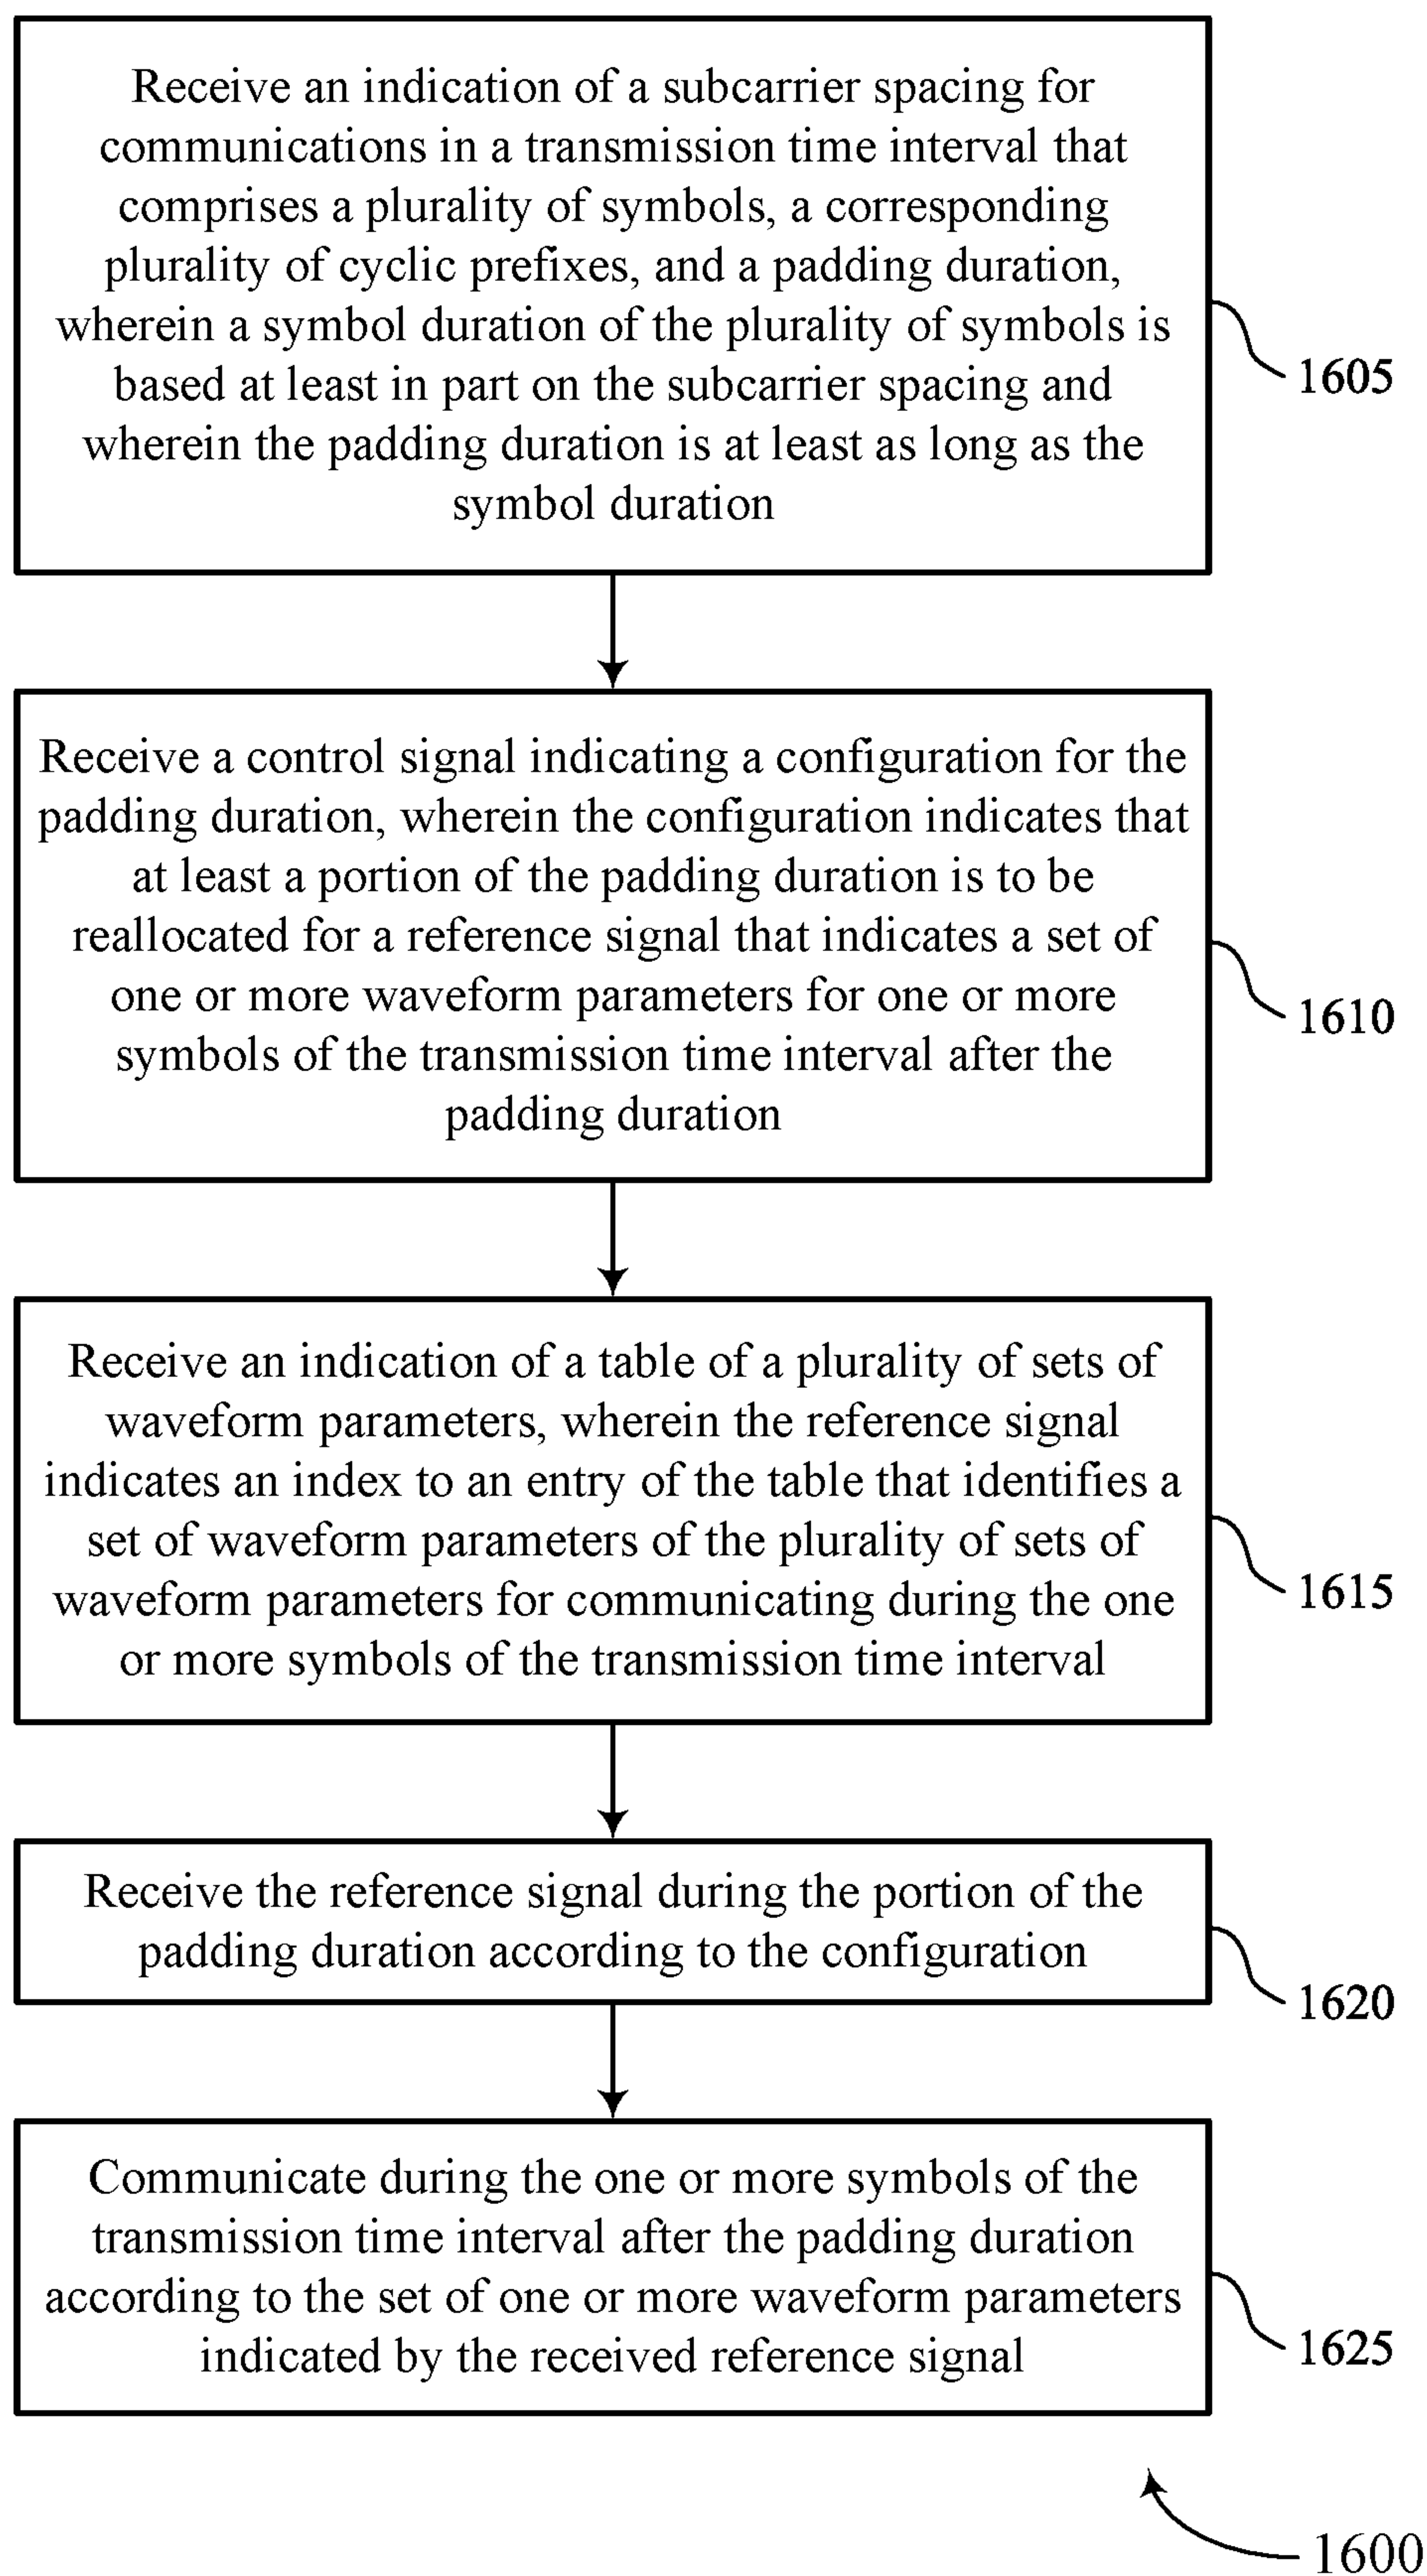 Receive an indication of a subcarrier spacing for
communications in a transmission time interval that
comprises a plurality of symbols, a corresponding
plurality of cyclic prefixes, and a padding duration,
wherein a symbol duration of the plurality of symbols is
based at least in part on the subcarrier spacing and
wherein the padding duration is at least as long as the
symbol duration
1605
Receive a control signal indicating a configuration for the
padding duration, wherein the configuration indicates that
at least a portion of the padding duration is to be
reallocated for a reference signal that indicates a set of
one or more waveform parameters for one or more
symbols of the transmission time interval after the
padding duration
1610
Receive an indication of a table of a plurality of sets of
waveform parameters, wherein the reference signal
indicates an index to an entry of the table that identifies a
set of waveform parameters of the plurality of sets of
waveform parameters for communicating during the one
or more symbols of the transmission time interval
1615
Receive the reference signal during the portion of the
padding duration according to the configuration
1620
Communicate during the one or more symbols of the
transmission time interval after the padding duration
according to the set of one or more waveform parameters
indicated by the received reference signal
1625
1600